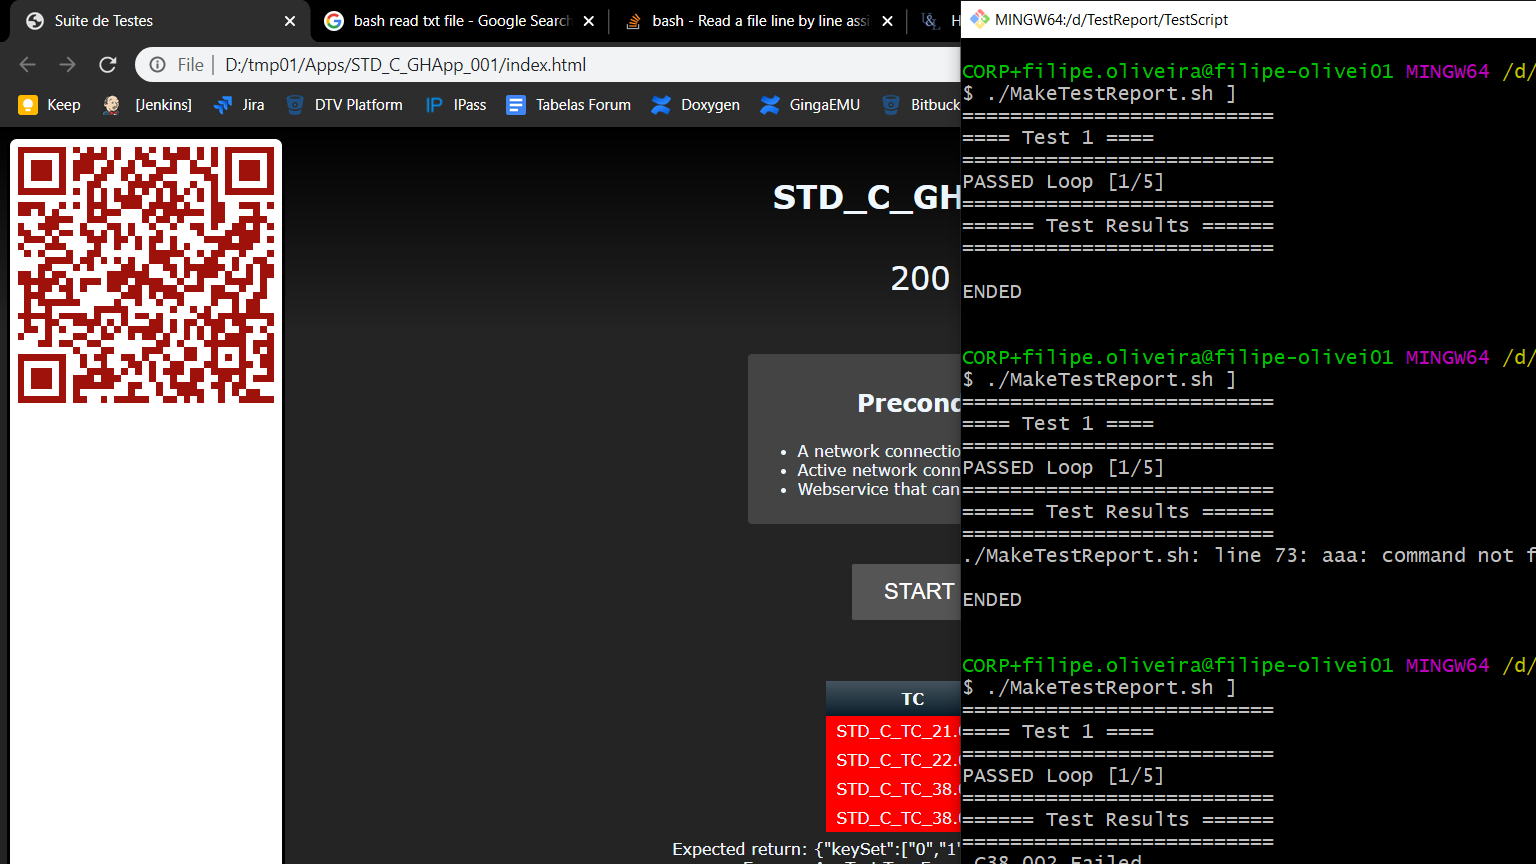 Suite de Testes
bash read txt file - Google Search
bash - Read a file line by line assi
H
File
D:/tmp01/Apps/STD_C_GHApp_001/index.html
Keep
[Jenkins]
Jira
DTV Platform
IPass
Tabelas Forum
Doxygen
GingaEMU
Bitbuck
STD_C_GH
200
Precond
• A network connectio
• Active network conn
• Webservice that can
START
TC
STD_C_TC_21.
STD_C_TC_22.
STD_C_TC_38.
STD_C_TC_38.
Expected return: {"keySet":["0","1"
MINGW64:/d/TestReport/TestScript
CORP+filipe.oliveira@filipe-olivei01 MINGW64 /d/
$ ./MakeTestReport.sh ]
==========================
==== Test 1 ====
==========================
PASSED Loop [1/5]
==========================
====== Test Results ======
==========================
ENDED
CORP+filipe.oliveira@filipe-olivei01 MINGW64 /d/
$ ./MakeTestReport.sh ]
==========================
==== Test 1 ====
==========================
PASSED Loop [1/5]
==========================
====== Test Results ======
==========================
./MakeTestReport.sh: line 73: aaa: command not f
ENDED
CORP+filipe.oliveira@filipe-olivei01 MINGW64 /d/
$ ./MakeTestReport.sh ]
==========================
==== Test 1 ====
==========================
PASSED Loop [1/5]
==========================
====== Test Results ======
==========================
C38.002 Failed